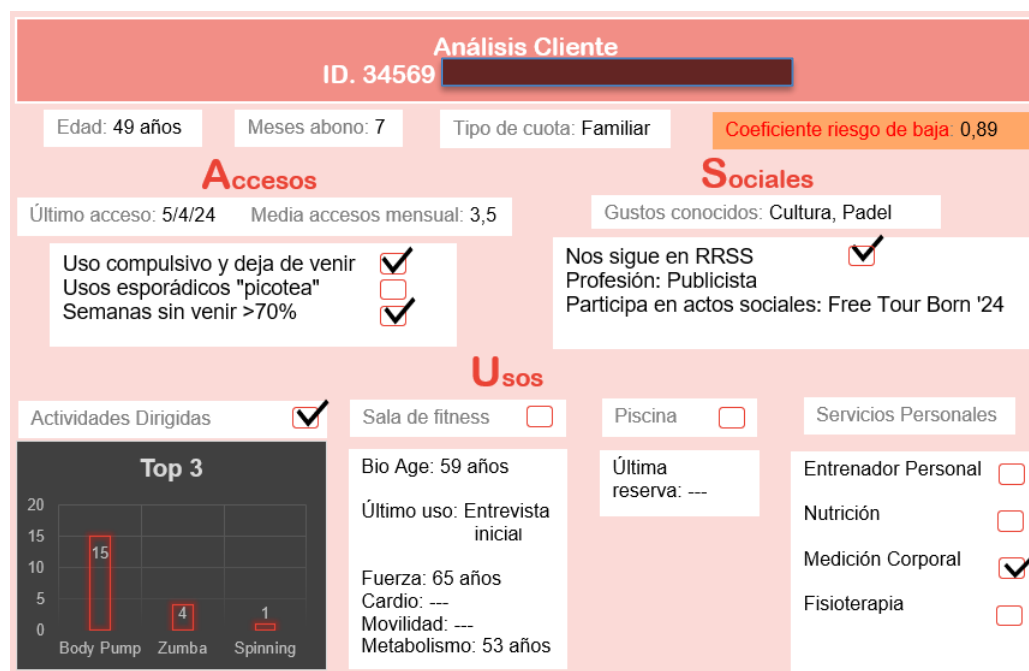 Análisis Cliente
ID. 34569
Edad: 49 años
Meses abono: 7
Tipo de cuota: Familiar
Coeficiente riesgo de baja: 0,89
Accesos
Sociales
Último acceso: 5/4/24 Media accesos mensual: 3,5
Gustos conocidos: Cultura, Padel
Uso compulsivo y deja de venir
Usos esporádicos "picotea"
Semanas sin venir >70%
Nos sigue en RRSS
Profesión: Publicista
Participa en actos sociales: Free Tour Born '24
Usos
Actividades Dirigidas
Sala de fitness
Piscina
Servicios Personales
Top 3
20
15
10
5
0
15
4
1
Body Pump Zumba Spinning
Bio Age: 59 años
Último uso: Entrevista
inicial
Fuerza: 65 años
Cardio: ---
Movilidad: ---
Metabolismo: 53 años
Última
reserva: ---
Entrenador Personal
Nutrición
Medición Corporal
Fisioterapia